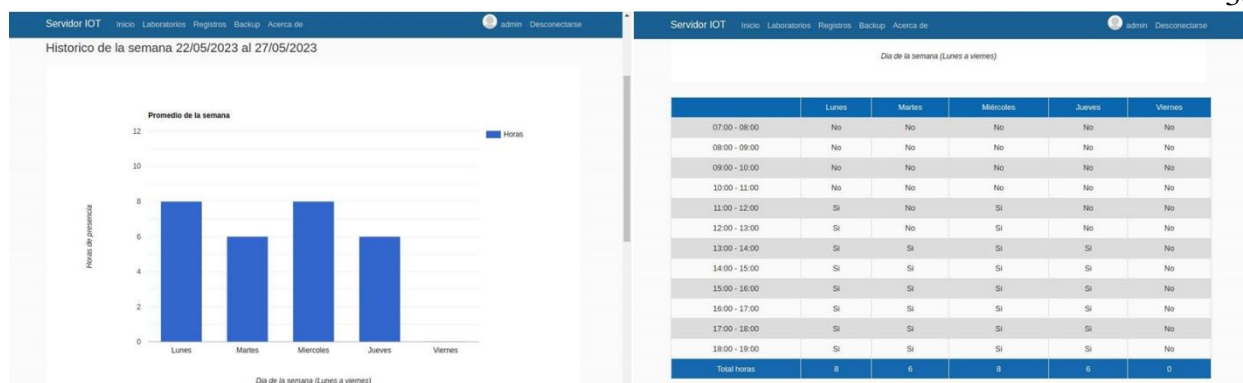 Servidor IOT Inicio Laboratorios Registros Backup Acerca de admin Desconectarse
Historico de la semana 22/05/2023 al 27/05/2023
Promedio de la semana
12
10
8
6
4
2
0
Horas de presencia
Horas
Lunes Martes Miercoles Jueves Viernes
Dia de la semana (Lunes a viernes)
Servidor IOT Inicio Laboratorios Registros Backup Acerca de admin Desconectarse
Dia de la semana (Lunes a viernes)
Lunes Martes Miércoles Jueves Viernes
07:00 - 08:00 No No No No No
08:00 - 09:00 No No No No No
09:00 - 10:00 No No No No No
10:00 - 11:00 No No No No No
11:00 - 12:00 Si No Si No No
12:00 - 13:00 Si No Si No No
13:00 - 14:00 Si Si Si Si No
14:00 - 15:00 Si Si Si Si No
15:00 - 16:00 Si Si Si Si No
16:00 - 17:00 Si Si Si Si No
17:00 - 18:00 Si Si Si Si No
18:00 - 19:00 Si Si Si Si No
Total horas 8 6 8 6 0